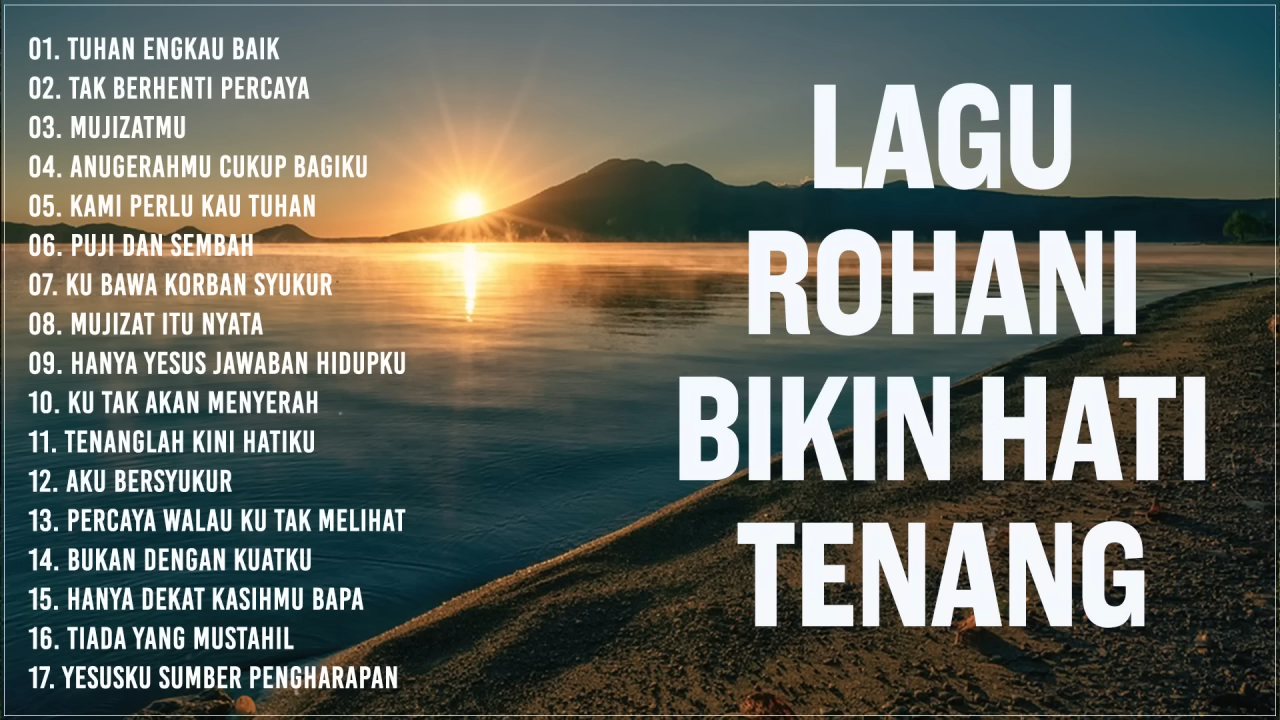 01. TUHAN ENGKAU BAIK
02. TAK BERHENTI PERCAYA
03. MUJIZATMU
04. ANUGERAHMU CUKUP BAGIKU
05. KAMI PERLU KAU TUHAN
06. PUJI DAN SEMBAH
07. KU BAWA KORBAN SYUKUR
08. MUJIZAT ITU NYATA
09. HANYA YESUS JAWABAN HIDUPKU
10. KU TAK AKAN MENYERAH
11. TENANGLAH KINI HATIKU
12. AKU BERSYUKUR
13. PERCAYA WALAU KU TAK MELIHAT
14. BUKAN DENGAN KUATKU
15. HANYA DEKAT KASIHMU BAPA
16. TIADA YANG MUSTAHIL
17. YESUSKU SUMBER PENGHARAPAN
LAGU
ROHANI
BIKIN HATI
TENANG